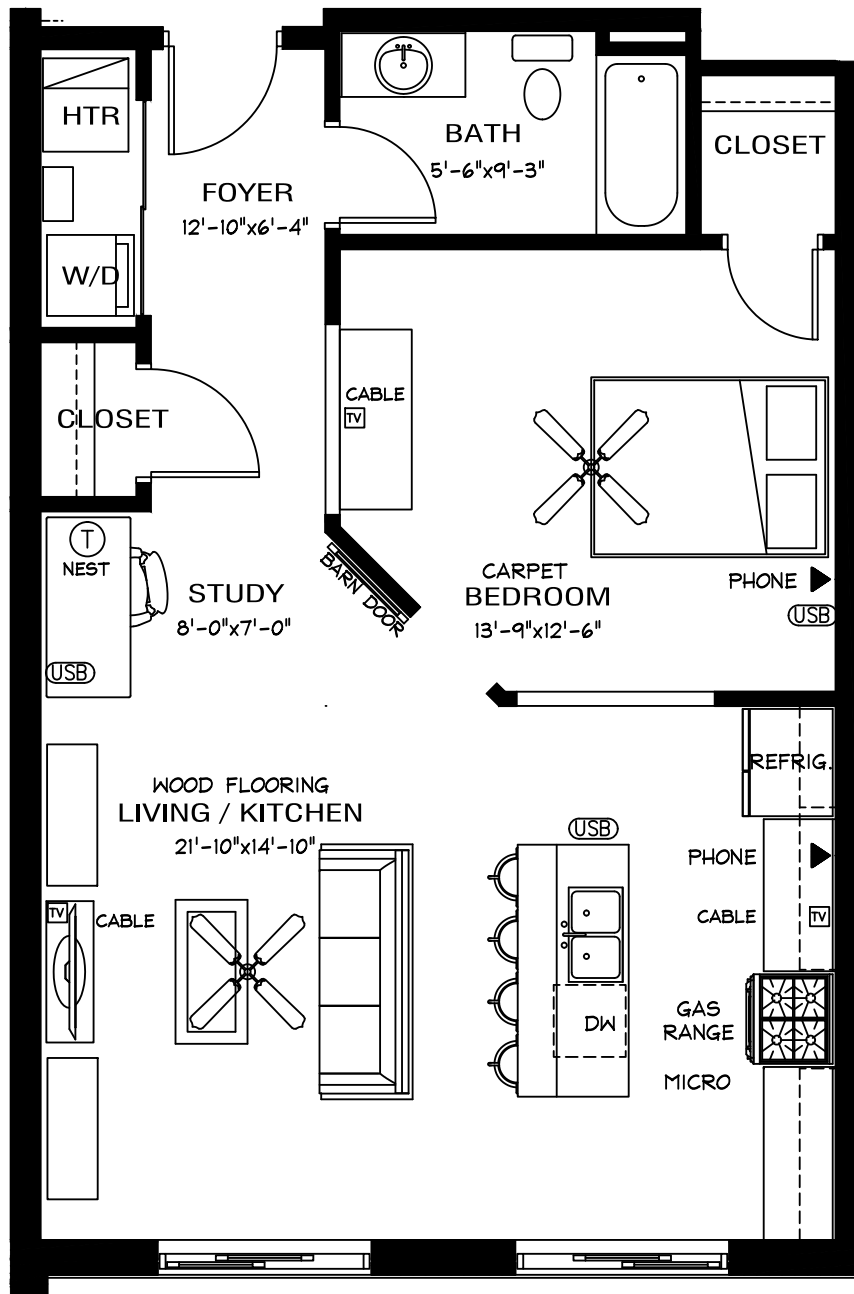 HTR
BATH
5'-6"x9'-3"
CLOSET
FOYER
12'-10"x6'-4"
W/D
CABLE
TV
CLOSET
T
NEST
STUDY
8'-0"x7'-0"
BARN DOOR
CARPET
BEDROOM
13'-9"x12'-6"
PHONE
USB
USB
REFRIG.
WOOD FLOORING
LIVING / KITCHEN
21'-10"x14'-10"
USB
PHONE
TV
CABLE
CABLE
TV
GAS
RANGE
DW
MICRO